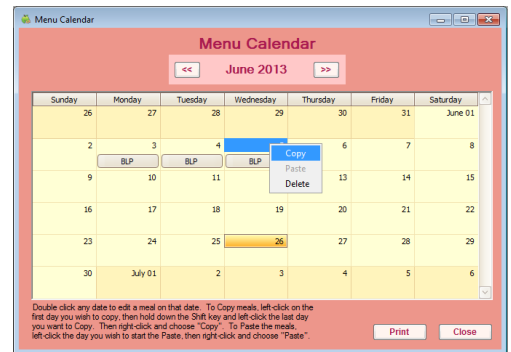 Menu Calendar
Menu Calendar
<< June 2013 >>
Sunday Monday Tuesday Wednesday Thursday Friday Saturday
26 27 28 29 30 31 June 01
2 3 4 6 7 8
BLP BLP BLP
Copy
Paste
Delete
9 10 11 13 14 15
16 17 18 19 20 21 22
23 24 25 26 27 28 29
30 July 01 2 3 4 5 6
Double click any date to edit a meal on that date. To Copy meals, left-click on the
first day you wish to copy, then hold down the Shift key and left-click the last day
you want to Copy. Then right-click and choose "Copy". To Paste the meals,
left-click the day you wish to start the Paste, then right-click and choose "Paste".
Print Close